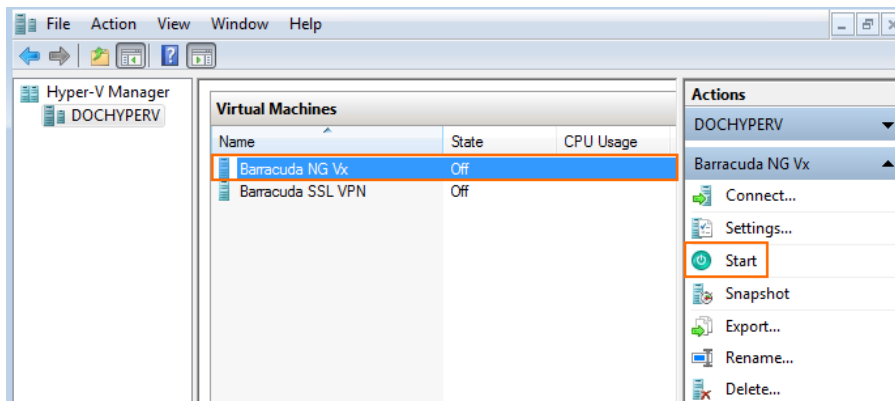 File Action View Window Help
Hyper-V Manager
DOCHYPERV
Virtual Machines
Name State CPU Usage
Barracuda NG Vx Off
Barracuda SSL VPN Off
Actions
DOCHYPERV
Barracuda NG Vx
Connect...
Settings...
Start
Snapshot
Export...
Rename...
Delete...